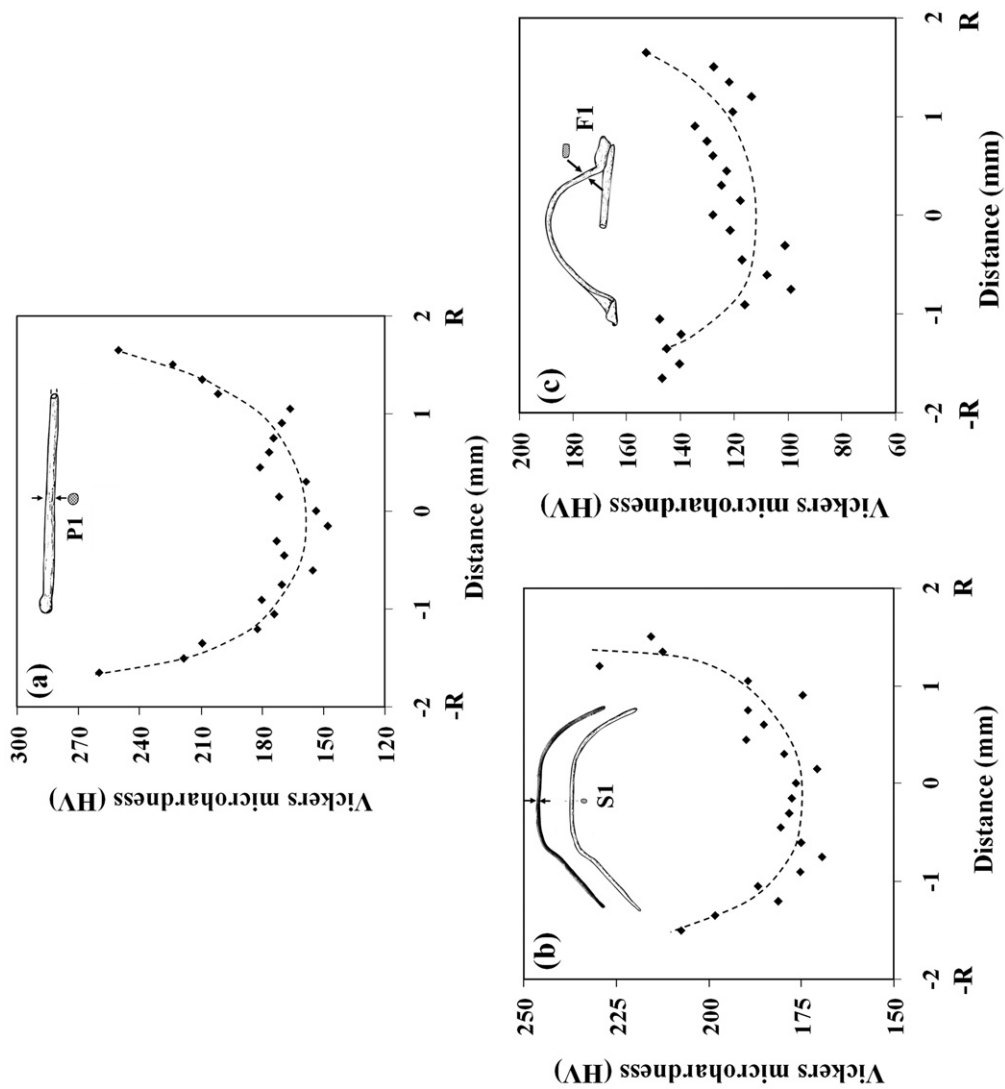 (a)
Vickers microhardness (HV)
300
270
240
210
180
150
P1
-2 -1 0 1 2
-R R
Distance (mm)
(b)
Vickers microhardness (HV)
250
225
200
175
150
S1
-2 -1 0 1 2
-R R
Distance (mm)
(c)
Vickers microhardness (HV)
200
180
160
140
120
100
80
60
F1
-2 -1 0 1 2
-R R
Distance (mm)